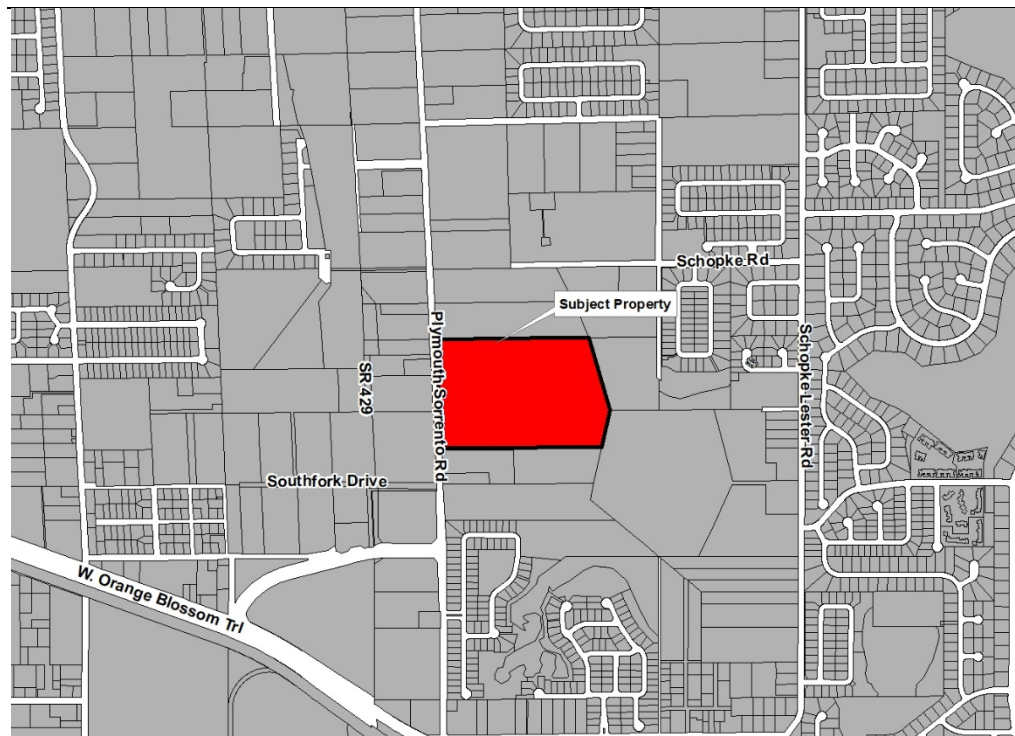 Schopke Rd
Subject Property
Plymouth Sorrento Rd
SR 429
Schopke Lester Rd
Southfork Drive
W. Orange Blossom Trl